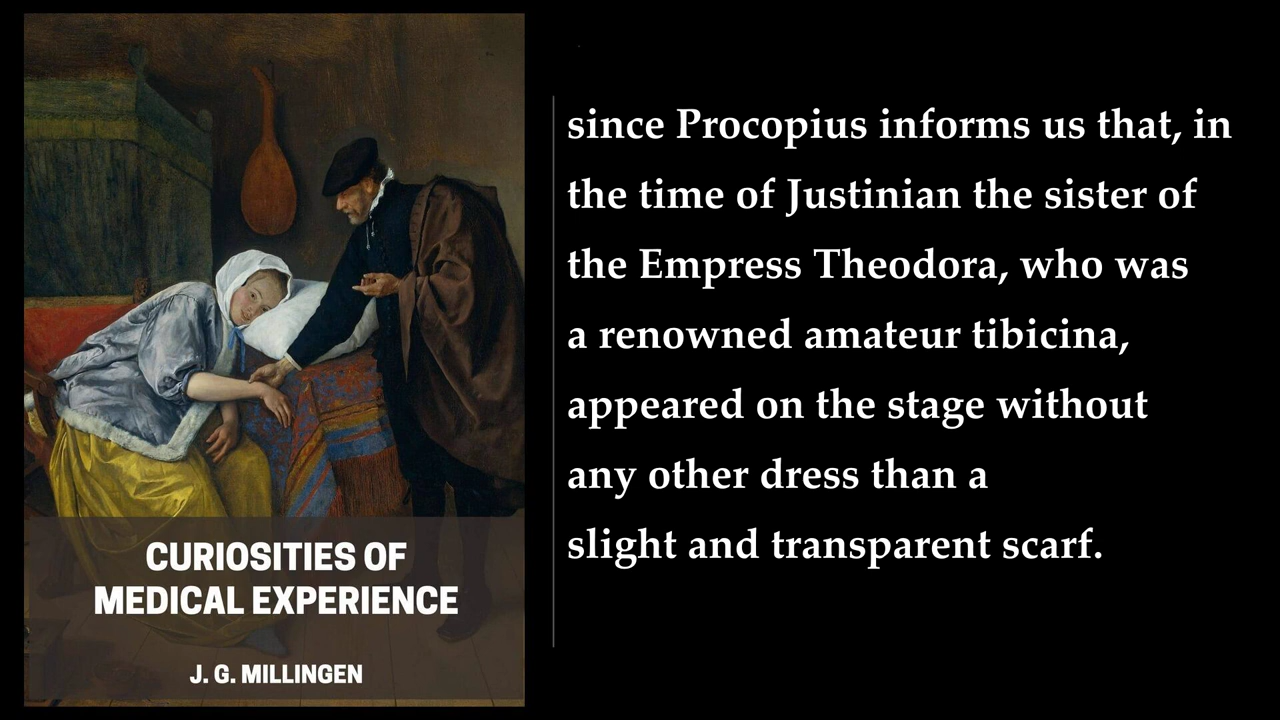 CURIOSITIES OF
MEDICAL EXPERIENCE
J. G. MILLINGEN
since Procopius informs us that, in
the time of Justinian the sister of
the Empress Theodora, who was
a renowned amateur tibicina,
appeared on the stage without
any other dress than a
slight and transparent scarf.